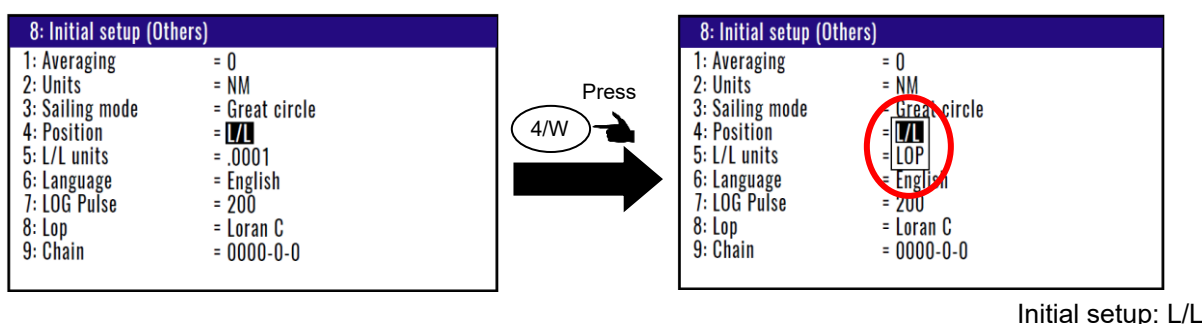 8: Initial setup (Others)
1: Averaging = 0
2: Units = NM
3: Sailing mode = Great circle
4: Position = L/L
5: L/L units = .0001
6: Language = English
7: LOG Pulse = 200
8: Lop = Loran C
9: Chain = 0000-0-0
Press
4/W
8: Initial setup (Others)
1: Averaging = 0
2: Units = NM
3: Sailing mode = Great circle
4: Position = L/L
5: L/L units = LOP
6: Language = English
7: LOG Pulse = 200
8: Lop = Loran C
9: Chain = 0000-0-0
Initial setup: L/L